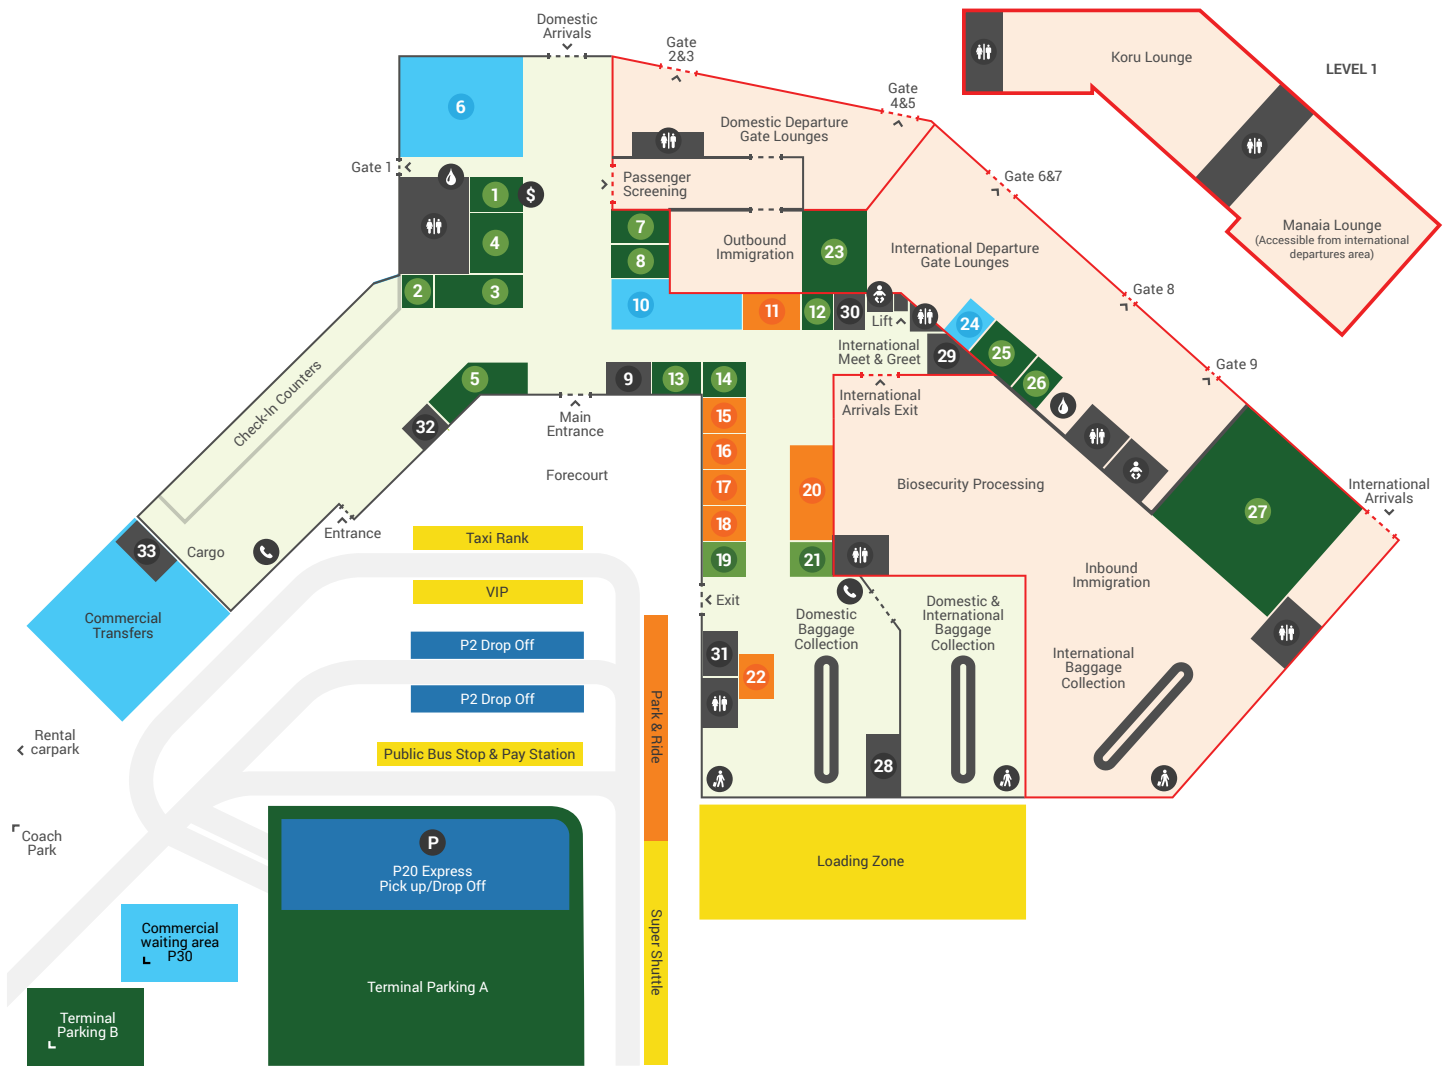 Domestic
Arrivals
Gate
2&3
Gate
4&5
Koru Lounge
LEVEL 1
6
Domestic Departure
Gate Lounges
Gate 1
Passenger
Screening
Gate 6&7
1
$
4
7
8
Outbound
Immigration
23
International Departure
Gate Lounges
Manaia Lounge
(Accessible from international
departures area)
2
3
10
11
12
30
Lift
Gate 8
24
25
26
29
International
Meet & Greet
5
9
13
14
Gate 9
International
Arrivals Exit
Check-In Counters
32
Main
Entrance
15
16
17
18
19
20
21
Forecourt
Biosecurity Processing
27
International
Arrivals
Entrance
33
Cargo
Taxi Rank
VIP
Inbound
Immigration
Commercial
Transfers
Exit
Domestic
Baggage
Collection
Domestic &
International
Baggage
Collection
P2 Drop Off
P2 Drop Off
31
22
International
Baggage
Collection
Park & Ride
Rental
carpark
Public Bus Stop & Pay Station
28
Coach
Park
P
P20 Express
Pick up/Drop Off
Loading Zone
Commercial
waiting area
P30
Super Shuttle
Terminal Parking A
Terminal
Parking B